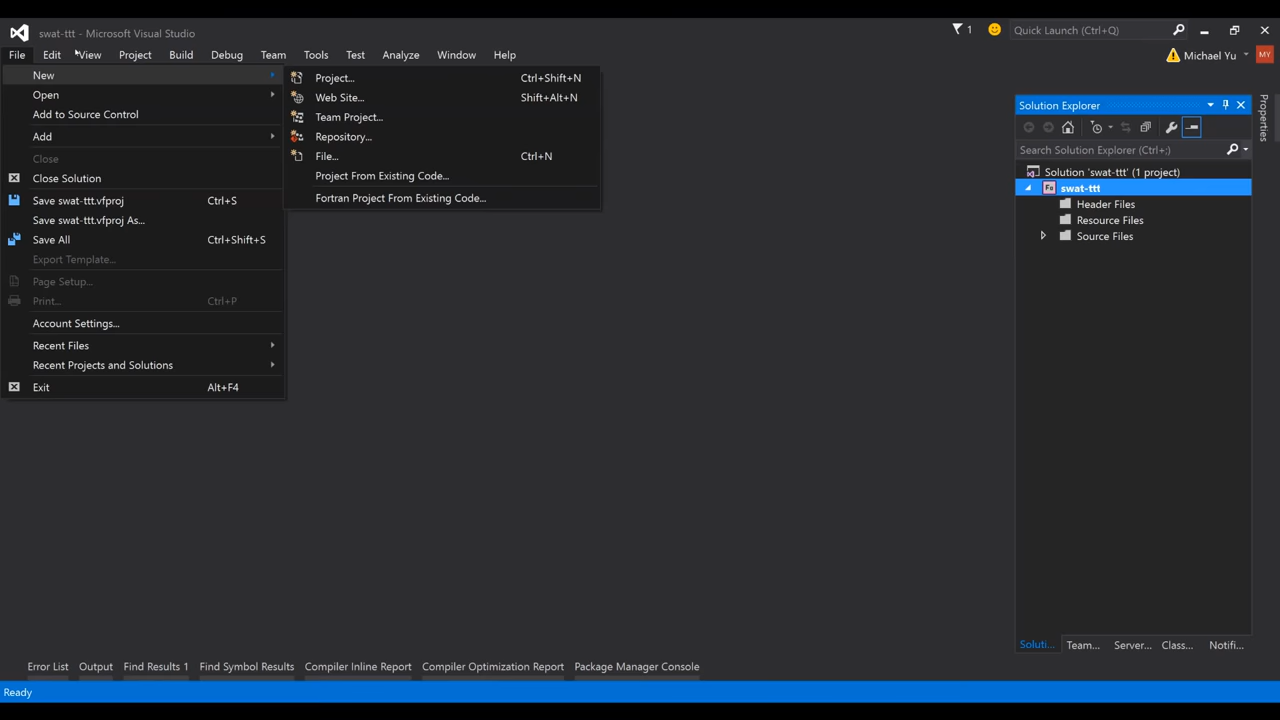 swat-ttt - Microsoft Visual Studio
1
Quick Launch (Ctrl+Q)
File Edit View Project Build Debug Team Tools Test Analyze Window Help
Michael Yu MY
New
Open
Add to Source Control
Add
Close
Close Solution
Save swat-ttt.vfproj Ctrl+S
Save swat-ttt.vfproj As...
Save All Ctrl+Shift+S
Export Template...
Page Setup...
Print... Ctrl+P
Account Settings...
Recent Files
Recent Projects and Solutions
Exit Alt+F4
Project... Ctrl+Shift+N
Web Site... Shift+Alt+N
Team Project...
Repository...
File... Ctrl+N
Project From Existing Code...
Fortran Project From Existing Code...
Solution Explorer
Search Solution Explorer (Ctrl+;)
Solution 'swat-ttt' (1 project)
swat-ttt
Header Files
Resource Files
Source Files
Properties
Soluti... Team... Server... Class... Notifi...
Error List Output Find Results 1 Find Symbol Results Compiler Inline Report Compiler Optimization Report Package Manager Console
Ready